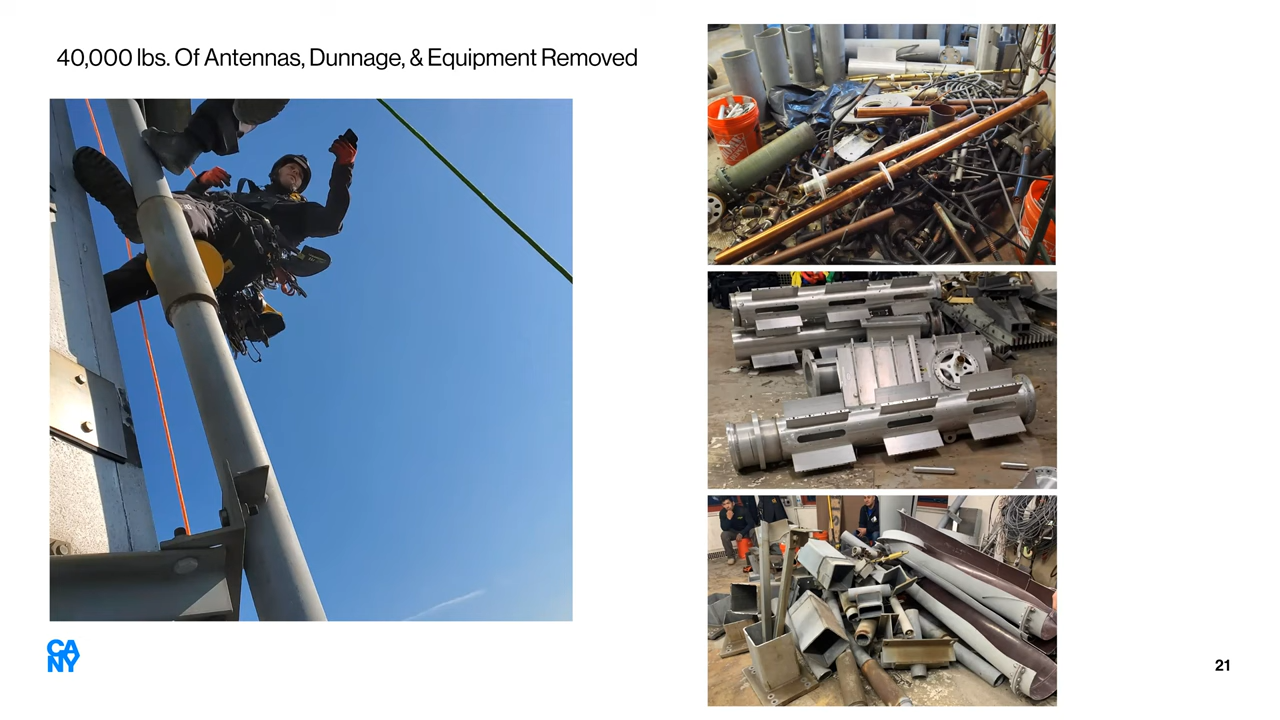 40,000 lbs. Of Antennas, Dunnage, & Equipment Removed
CA
NY
21